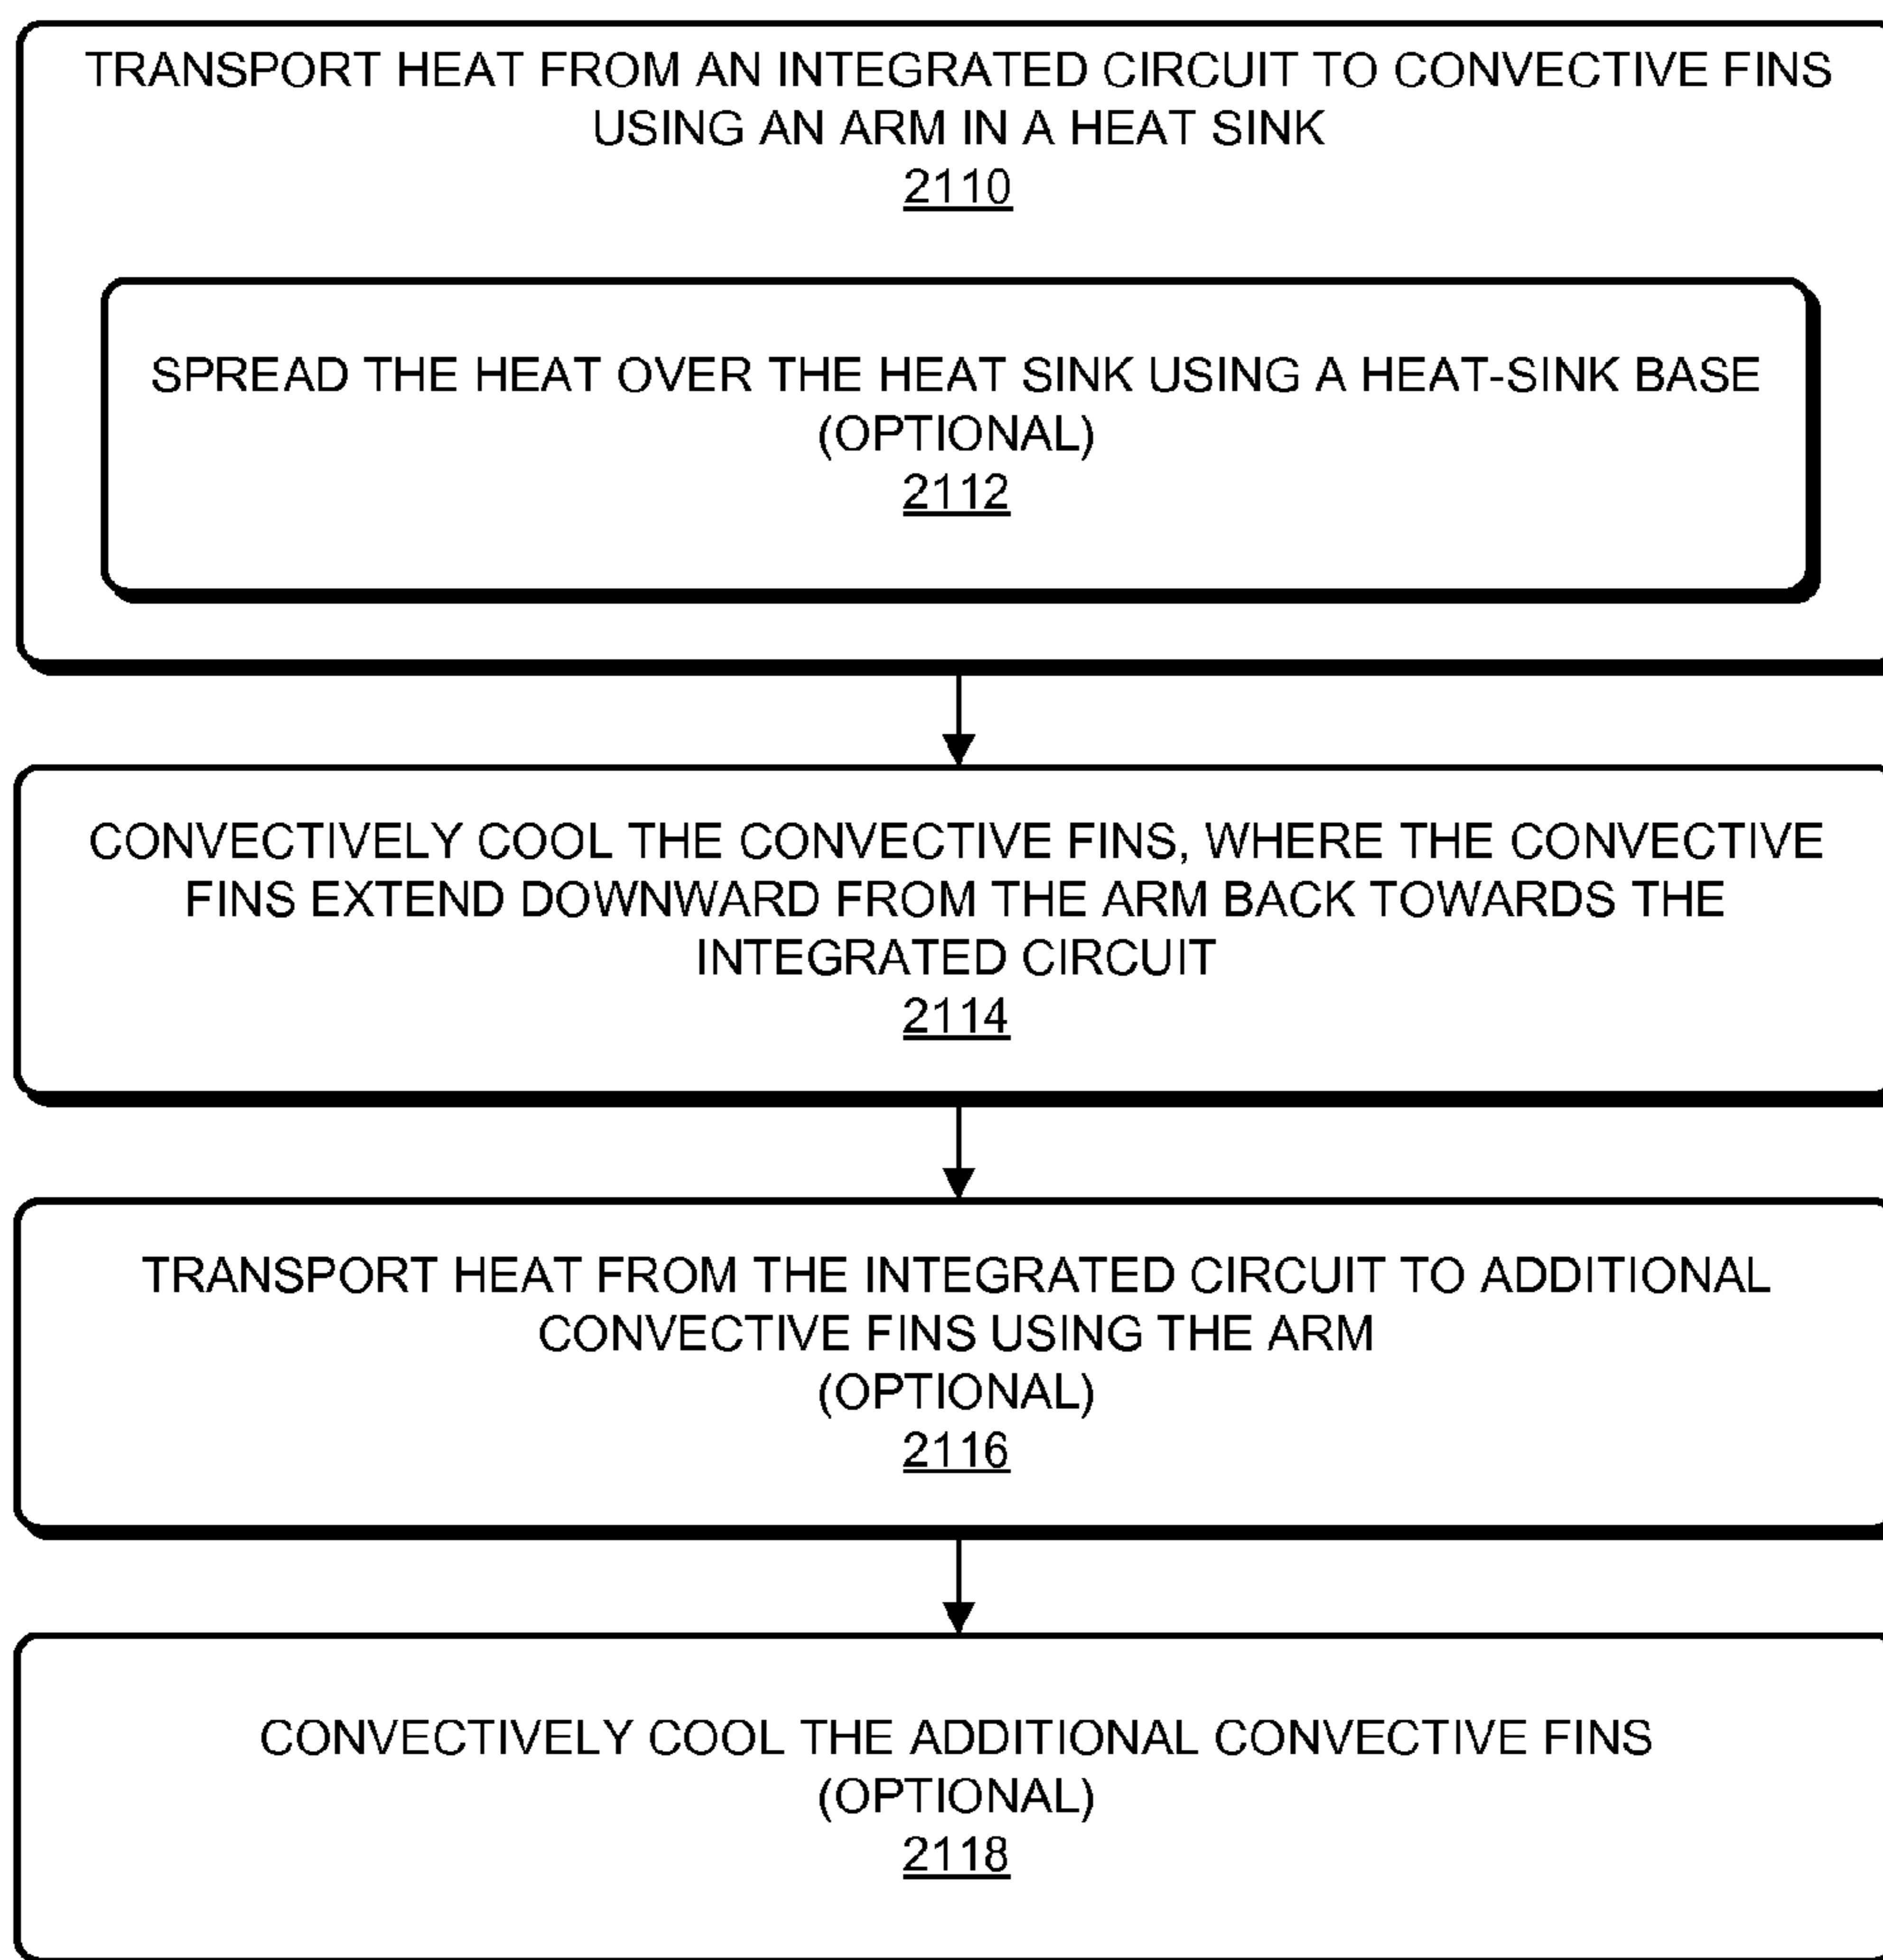 TRANSPORT HEAT FROM AN INTEGRATED CIRCUIT TO CONVECTIVE FINS
USING AN ARM IN A HEAT SINK
2110
SPREAD THE HEAT OVER THE HEAT SINK USING A HEAT-SINK BASE
(OPTIONAL)
2112
CONVECTIVELY COOL THE CONVECTIVE FINS, WHERE THE CONVECTIVE
FINS EXTEND DOWNWARD FROM THE ARM BACK TOWARDS THE
INTEGRATED CIRCUIT
2114
TRANSPORT HEAT FROM THE INTEGRATED CIRCUIT TO ADDITIONAL
CONVECTIVE FINS USING THE ARM
(OPTIONAL)
2116
CONVECTIVELY COOL THE ADDITIONAL CONVECTIVE FINS
(OPTIONAL)
2118